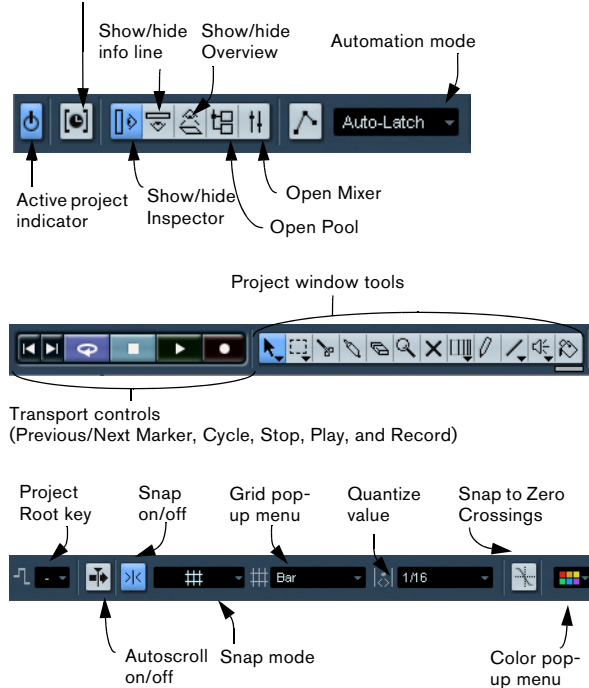 Show/hide
info line
Show/hide
Overview
Automation mode
Auto-Latch
Active project
indicator
Show/hide
Inspector
Open Mixer
Open Pool
Project window tools
Transport controls
(Previous/Next Marker, Cycle, Stop, Play, and Record)
Project
Root key
Snap
on/off
Grid pop-
up menu
Quantize
value
Snap to Zero
Crossings
-
Bar
1/16
Autoscroll
on/off
Snap mode
Color pop-
up menu